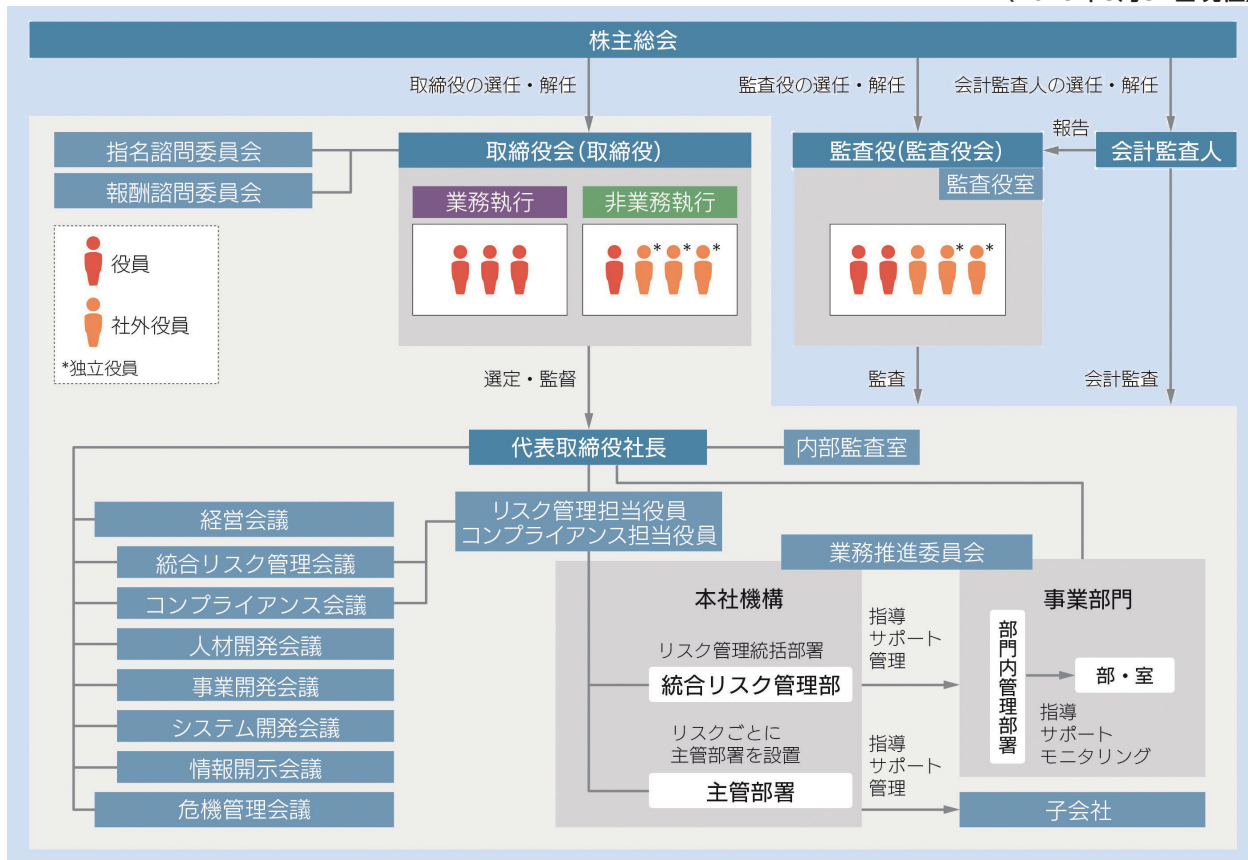 株主総会
取締役の選任・解任
監査役の選任・解任
会計監査人の選任・解任
指名諮問委員会
報酬諮問委員会
取締役会(取締役)
監査役(監査役会)
報告
会計監査人
監査役室
業務執行
非業務執行
* * *
* *
役員
社外役員
*独立役員
選定・監督
監査
会計監査
代表取締役社長
内部監査室
経営会議
統合リスク管理会議
コンプライアンス会議
人材開発会議
事業開発会議
システム開発会議
情報開示会議
危機管理会議
リスク管理担当役員
コンプライアンス担当役員
業務推進委員会
本社機構
リスク管理統括部署
統合リスク管理部
リスクごとに
主管部署を設置
主管部署
指導
サポート
管理
指導
サポート
管理
事業部門
部門内管理部署
部・室
指導
サポート
モニタリング
子会社